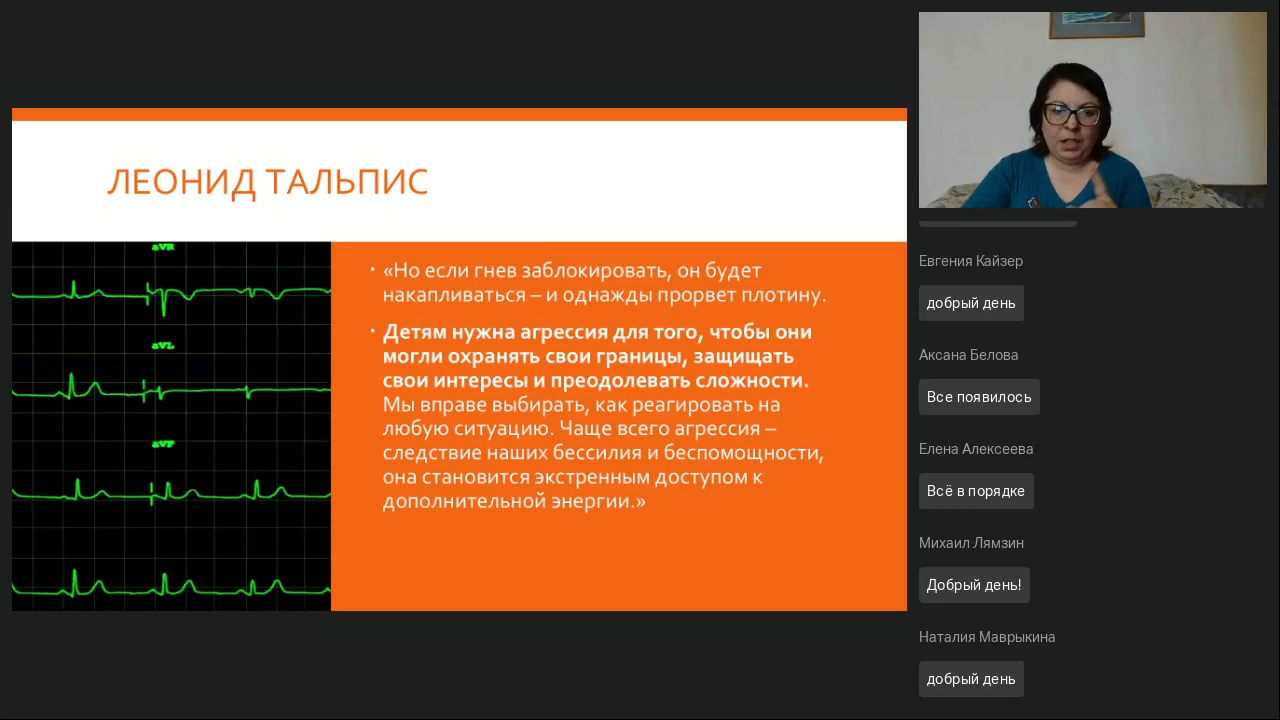 ЛЕОНИД ТАЛЬПИС
aVR
aVL
aVF
«Но если гнев заблокировать, он будет
накапливаться – и однажды прорвет плотину.
Детям нужна агрессия для того, чтобы они
могли охранять свои границы, защищать
свои интересы и преодолевать сложности.
Мы вправе выбирать, как реагировать на
любую ситуацию. Чаще всего агрессия –
следствие наших бессилия и беспомощности,
она становится экстренным доступом к
дополнительной энергии.»
Евгения Кайзер
добрый день
Аксана Белова
Все появилось
Елена Алексеева
Всё в порядке
Михаил Лямзин
Добрый день!
Наталия Маврыкина
добрый день